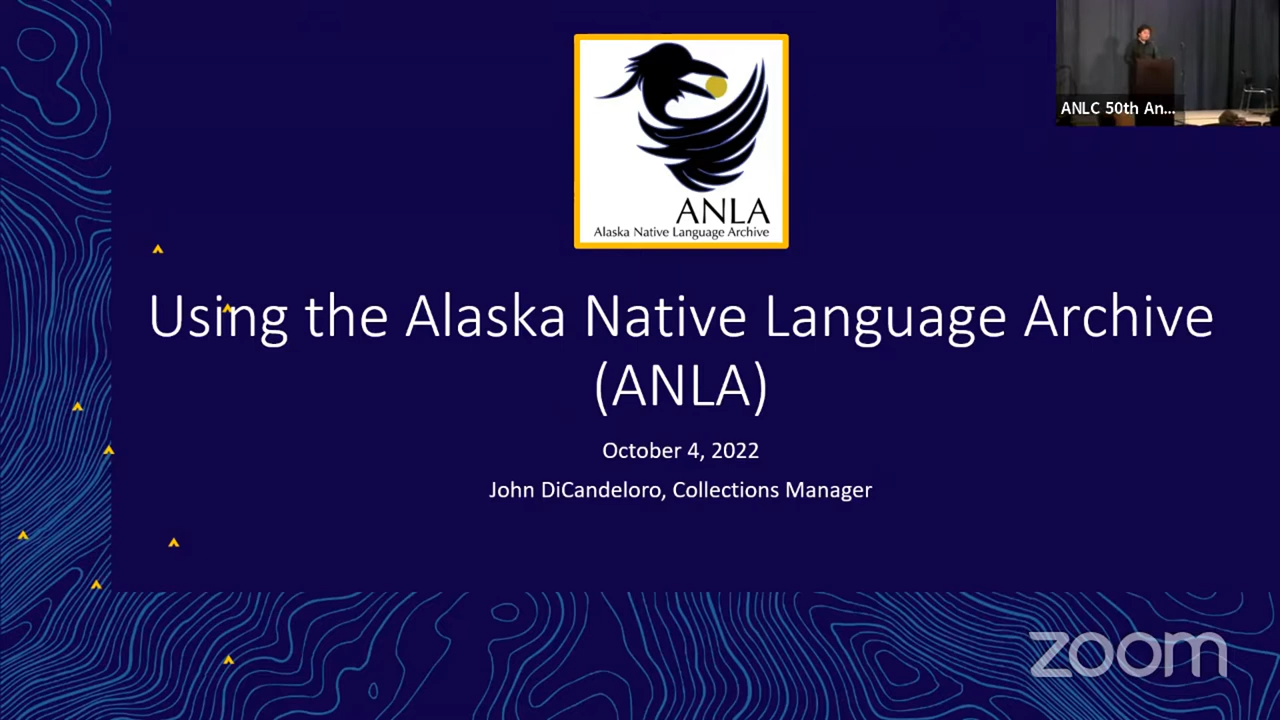 ANLC 50th An...
ANLA
Alaska Native Language Archive
Using the Alaska Native Language Archive
(ANLA)
October 4, 2022
John DiCandeloro, Collections Manager
zoom